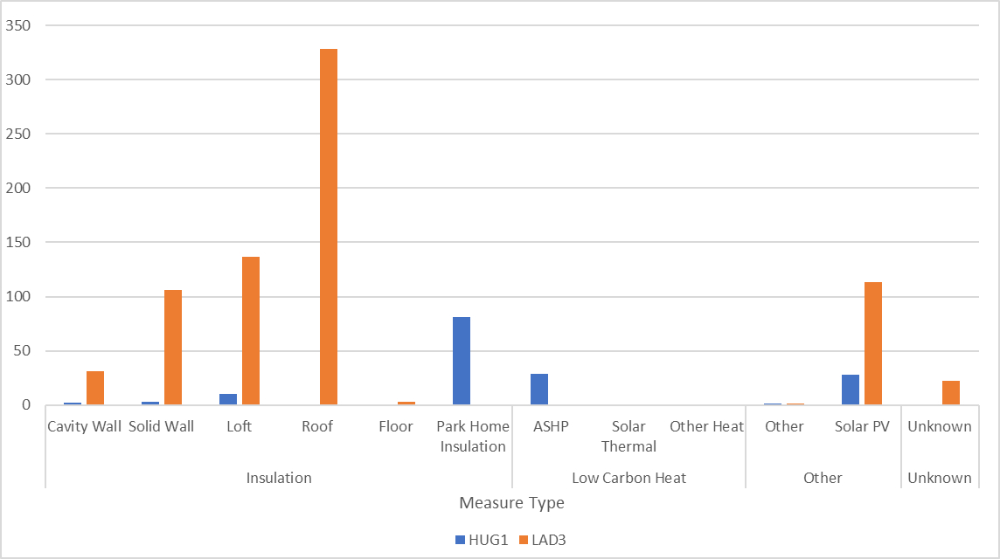 350
300
250
200
150
100
50
0
Cavity Wall Solid Wall Loft Roof Floor Park Home Insulation ASHP Solar Thermal Other Heat Other Solar PV Unknown
Insulation Low Carbon Heat Other Unknown
Measure Type
HUG1 LAD3